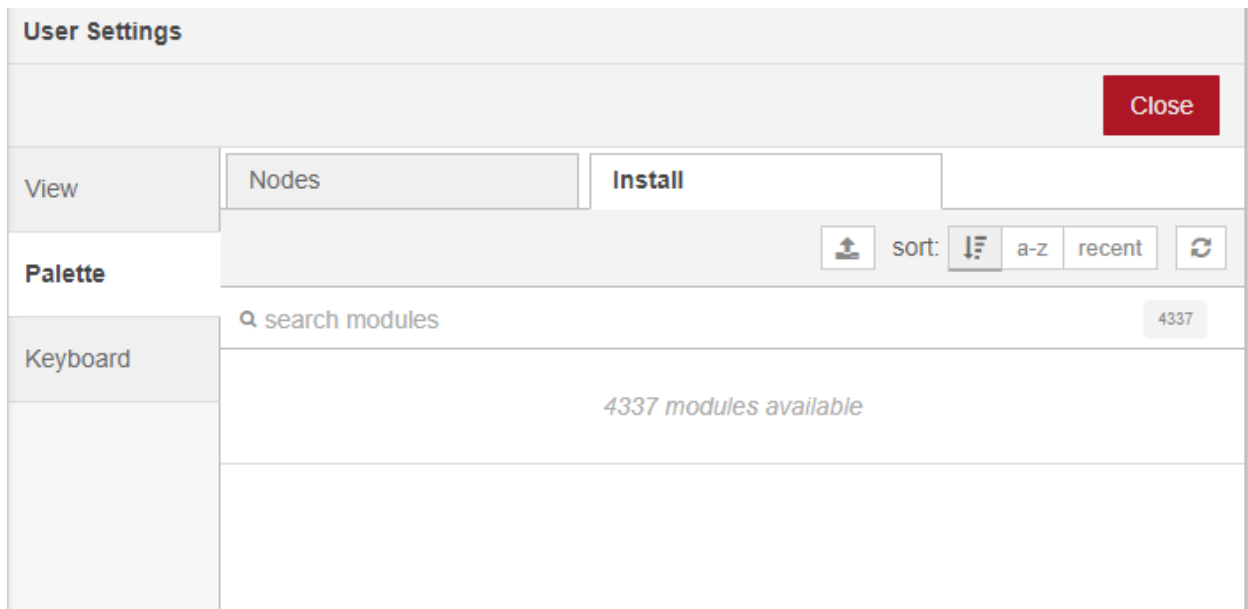 User Settings
Close
View
Nodes
Install
sort:
a-z
recent
Palette
search modules
4337
Keyboard
4337 modules available